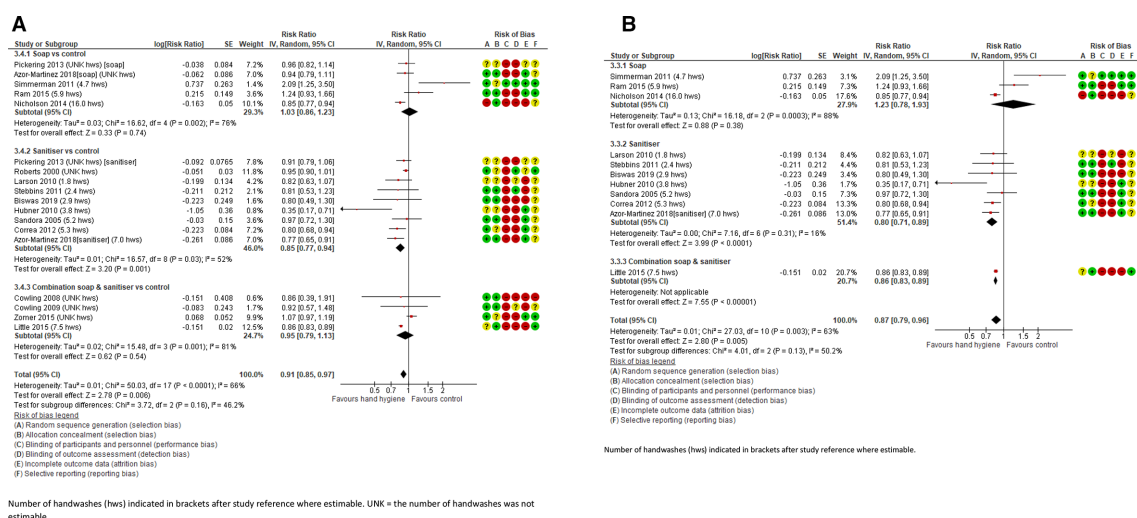 A
Risk Ratio Risk Ratio Risk of Bias
Study or Subgroup log[Risk Ratio] SE Weight IV, Random, 95% CI IV, Random, 95% CI A B C D E F
3.4.1 Soap vs control
Pickering 2013 (UNK hws) [soap] -0.038 0.084 7.2% 0.96 [0.82, 1.14]
Azor-Martinez 2018[soap] (UNK hws) -0.062 0.086 7.0% 0.94 [0.79, 1.11]
Simmerman 2011 (4.7 hws) 0.737 0.263 1.4% 2.09 [1.25, 3.50]
Ram 2015 (5.9 hws) 0.215 0.149 3.7% 1.24 [0.93, 1.66]
Nicholson 2014 (16.0 hws) -0.163 0.05 10.1% 0.85 [0.77, 0.94]
Subtotal (95% CI) 29.3% 1.03 [0.86, 1.23]
Heterogeneity: Tau² = 0.03; Chi² = 16.62, df = 4 (P = 0.002); I² = 76%
Test for overall effect: Z = 0.33 (P = 0.74)
3.4.2 Sanitiser vs control
Pickering 2013 (UNK hws) [sanitiser] -0.092 0.0765 7.8% 0.91 [0.79, 1.06]
Roberts 2000 (UNK hws) -0.051 0.03 11.8% 0.95 [0.90, 1.01]
Larson 2010 (1.8 hws) -0.199 0.134 4.3% 0.82 [0.63, 1.07]
Stebbins 2011 (2.4 hws) -0.211 0.212 2.1% 0.81 [0.53, 1.23]
Biswas 2019 (2.9 hws) -0.223 0.249 1.6% 0.80 [0.49, 1.30]
Hubner 2010 (3.8 hws) -1.05 0.36 0.8% 0.35 [0.17, 0.71]
Sandora 2005 (5.2 hws) -0.03 0.15 3.6% 0.97 [0.72, 1.30]
Correa 2012 (5.3 hws) -0.223 0.084 7.2% 0.80 [0.68, 0.94]
Azor-Martinez 2018[sanitiser] (7.0 hws) -0.261 0.086 7.0% 0.77 [0.65, 0.91]
Subtotal (95% CI) 46.0% 0.85 [0.77, 0.94]
Heterogeneity: Tau² = 0.01; Chi² = 16.57, df = 8 (P = 0.03); I² = 52%
Test for overall effect: Z = 3.20 (P = 0.001)
3.4.3 Combination soap & sanitiser vs control
Cowling 2008 (UNK hws) -0.151 0.408 0.6% 0.86 [0.39, 1.91]
Cowling 2009 (UNK hws) -0.083 0.243 1.7% 0.92 [0.57, 1.48]
Zomer 2015 (UNK hws) 0.068 0.052 9.9% 1.07 [0.97, 1.19]
Little 2015 (7.5 hws) -0.151 0.02 12.5% 0.86 [0.83, 0.89]
Subtotal (95% CI) 24.7% 0.95 [0.79, 1.13]
Heterogeneity: Tau² = 0.02; Chi² = 15.48, df = 3 (P = 0.001); I² = 81%
Test for overall effect: Z = 0.62 (P = 0.54)
Total (95% CI) 100.0% 0.91 [0.85, 0.97]
Heterogeneity: Tau² = 0.01; Chi² = 50.03, df = 17 (P < 0.0001); I² = 66%
Test for overall effect: Z = 2.78 (P = 0.006)
Test for subgroup differences: Chi² = 3.72, df = 2 (P = 0.16), I² = 46.2%
0.5 0.7 1 1.5 2
Favours hand hygiene Favours control
Risk of bias legend
(A) Random sequence generation (selection bias)
(B) Allocation concealment (selection bias)
(C) Blinding of participants and personnel (performance bias)
(D) Blinding of outcome assessment (detection bias)
(E) Incomplete outcome data (attrition bias)
(F) Selective reporting (reporting bias)
Number of handwashes (hws) indicated in brackets after study reference where estimable. UNK = the number of handwashes was not
estimable.
B
Risk Ratio Risk Ratio Risk of Bias
Study or Subgroup log[Risk Ratio] SE Weight IV, Random, 95% CI IV, Random, 95% CI A B C D E F
3.3.1 Soap
Simmerman 2011 (4.7 hws) 0.737 0.263 3.1% 2.09 [1.25, 3.50]
Ram 2015 (5.9 hws) 0.215 0.149 7.4% 1.24 [0.93, 1.66]
Nicholson 2014 (16.0 hws) -0.163 0.05 17.4% 0.85 [0.77, 0.94]
Subtotal (95% CI) 27.9% 1.23 [0.78, 1.93]
Heterogeneity: Tau² = 0.13; Chi² = 16.18, df = 2 (P = 0.0003); I² = 88%
Test for overall effect: Z = 0.88 (P = 0.38)
3.3.2 Sanitiser
Larson 2010 (1.8 hws) -0.199 0.134 8.4% 0.82 [0.63, 1.07]
Stebbins 2011 (2.4 hws) -0.211 0.212 4.5% 0.81 [0.53, 1.23]
Biswas 2019 (2.9 hws) -0.223 0.249 3.4% 0.80 [0.49, 1.30]
Hubner 2010 (3.8 hws) -1.05 0.36 1.8% 0.35 [0.17, 0.71]
Sandora 2005 (5.2 hws) -0.03 0.15 7.3% 0.97 [0.72, 1.30]
Correa 2012 (5.3 hws) -0.223 0.084 13.3% 0.80 [0.68, 0.94]
Azor-Martinez 2018[sanitiser] (7.0 hws) -0.261 0.086 13.0% 0.77 [0.65, 0.91]
Subtotal (95% CI) 51.4% 0.80 [0.71, 0.89]
Heterogeneity: Tau² = 0.00; Chi² = 7.16, df = 6 (P = 0.31); I² = 16%
Test for overall effect: Z = 3.99 (P < 0.0001)
3.3.3 Combination soap & sanitiser
Little 2015 (7.5 hws) -0.151 0.02 20.7% 0.86 [0.83, 0.89]
Subtotal (95% CI) 20.7% 0.86 [0.83, 0.89]
Heterogeneity: Not applicable
Test for overall effect: Z = 7.55 (P < 0.00001)
Total (95% CI) 100.0% 0.87 [0.79, 0.96]
Heterogeneity: Tau² = 0.01; Chi² = 27.03, df = 10 (P = 0.003); I² = 63%
Test for overall effect: Z = 2.80 (P = 0.005)
Test for subgroup differences: Chi² = 4.01, df = 2 (P = 0.13), I² = 50.2%
0.5 0.7 1 1.5 2
Favours hand hygiene Favours control
Risk of bias legend
(A) Random sequence generation (selection bias)
(B) Allocation concealment (selection bias)
(C) Blinding of participants and personnel (performance bias)
(D) Blinding of outcome assessment (detection bias)
(E) Incomplete outcome data (attrition bias)
(F) Selective reporting (reporting bias)
Number of handwashes (hws) indicated in brackets after study reference where estimable.